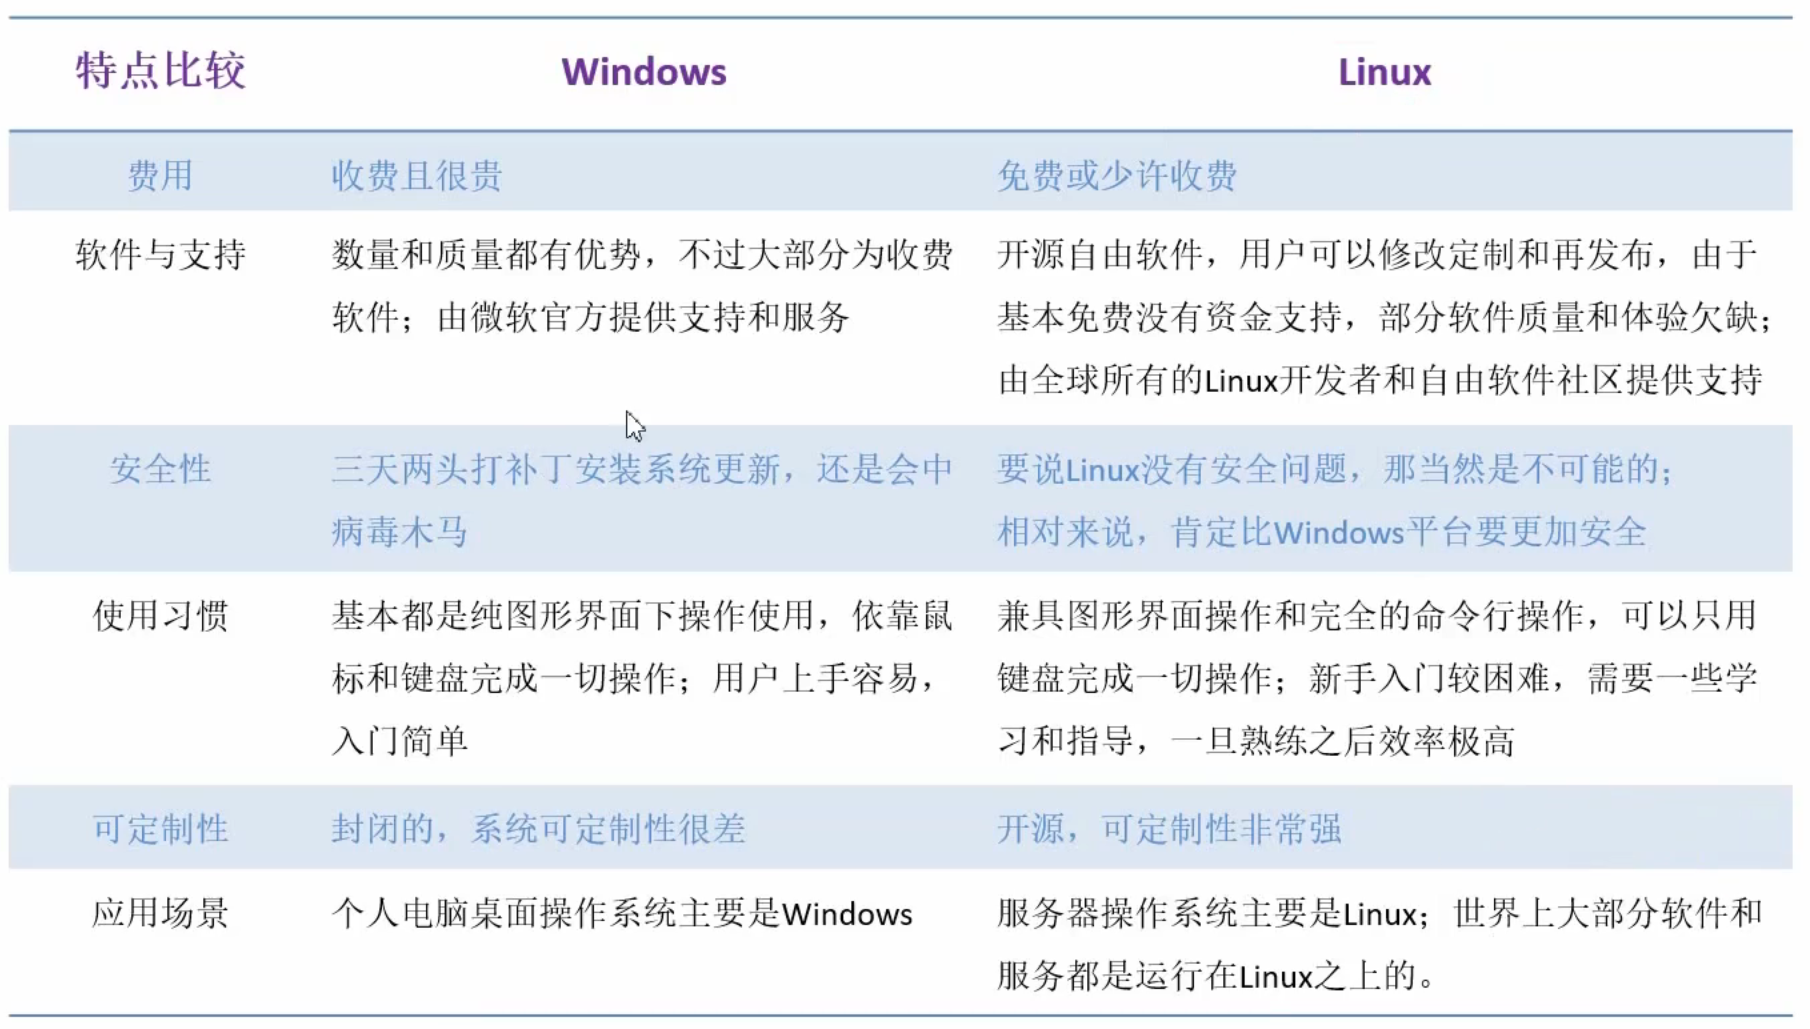 特点比较 Windows Linux
费用 收费且很贵 免费或少许收费
软件与支持 数量和质量都有优势，不过大部分为收费
软件；由微软官方提供支持和服务
开源自由软件，用户可以修改定制和再发布，由于
基本免费没有资金支持，部分软件质量和体验欠缺；
由全球所有的Linux开发者和自由软件社区提供支持
安全性 三天两头打补丁安装系统更新，还是会中
病毒木马
要说Linux没有安全问题，那当然是不可能的；
相对来说，肯定比Windows平台要更加安全
使用习惯 基本都是纯图形界面下操作使用，依靠鼠
标和键盘完成一切操作；用户上手容易，
入门简单
兼具图形界面操作和完全的命令行操作，可以只用
键盘完成一切操作；新手入门较困难，需要一些学
习和指导，一旦熟练之后效率极高
可定制性 封闭的，系统可定制性很差 开源，可定制性非常强
应用场景 个人电脑桌面操作系统主要是Windows
服务器操作系统主要是Linux；世界上大部分软件和
服务都是运行在Linux之上的。